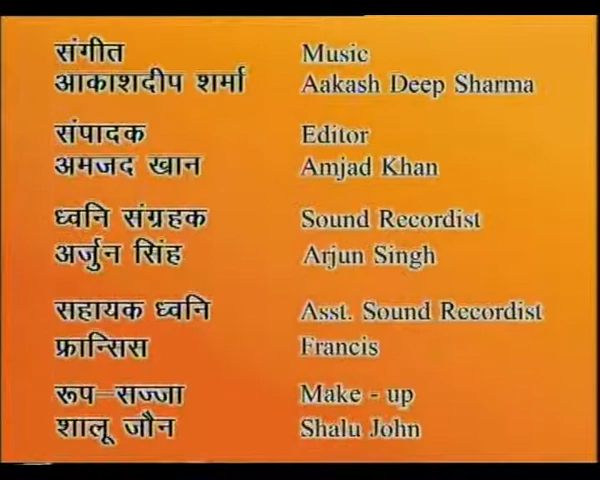 संगीत Music
आकाशदीप शर्मा Aakash Deep Sharma
संपादक Editor
अमजद खान Amjad Khan
ध्वनि संग्रहक Sound Recordist
अर्जुन सिंह Arjun Singh
सहायक ध्वनि Asst. Sound Recordist
फ्रान्सिस Francis
रूप-सज्जा Make - up
शालू जौन Shalu John